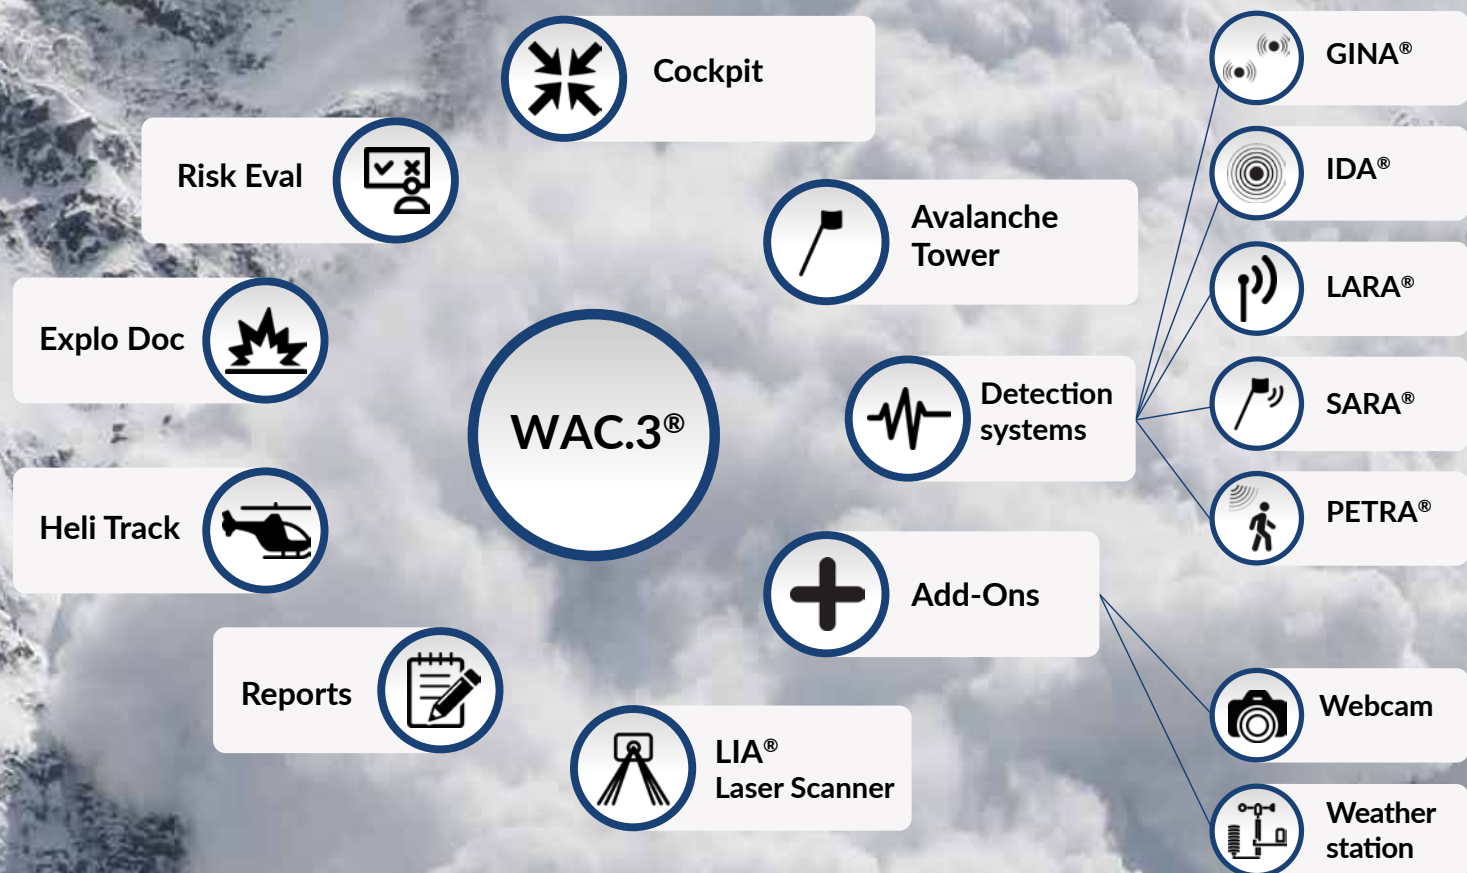 Cockpit
Risk Eval
Avalanche
Tower
Explo Doc
WAC.3®
Detection
systems
Heli Track
Add-Ons
Reports
LIA®
Laser Scanner
GINA®
IDA®
LARA®
SARA®
PETRA®
Webcam
Weather
station